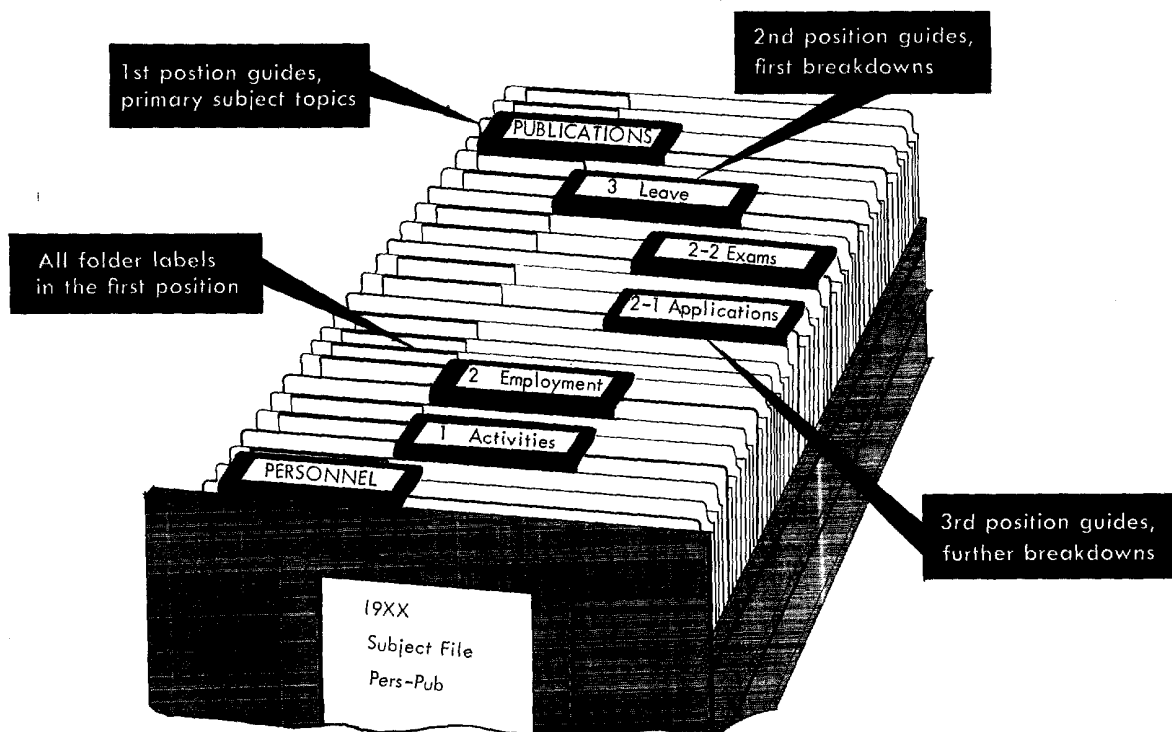 2nd position guides,
first breakdowns
1st postion guides,
primary subject topics
PUBLICATIONS
3 Leave
2-2 Exams
All folder labels
in the first position
2-1 Applications
2 Employment
1 Activities
PERSONNEL
3rd position guides,
further breakdowns
19XX
Subject File
Pers-Pub